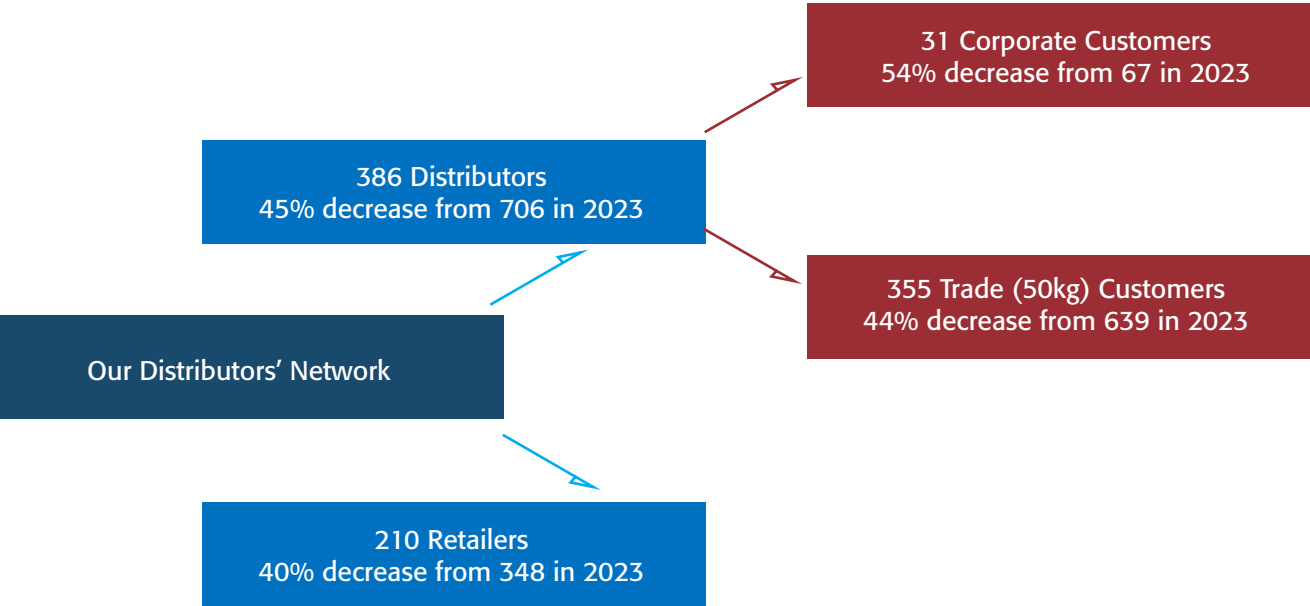 31 Corporate Customers
54% decrease from 67 in 2023
386 Distributors
45% decrease from 706 in 2023
355 Trade (50kg) Customers
44% decrease from 639 in 2023
Our Distributors’ Network
210 Retailers
40% decrease from 348 in 2023